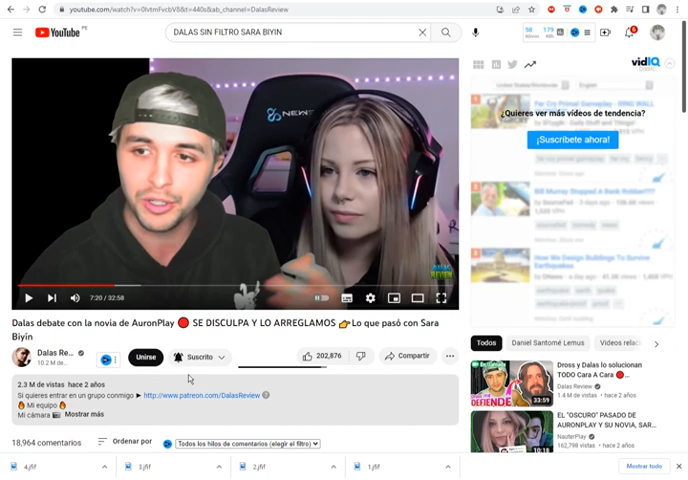 youtube.com/watch?v=0IvtmFvcbV8&t=440s&ab_channel=DalasReview
YouTube PE
DALAS SIN FILTRO SARA BIYIN
vidIQ
¿Quieres ver más vídeos de tendencia?
¡Suscríbete ahora!
Bill Murray Stopped A Bank Robber???
How We Design Buildings To Survive
Earthquakes
7:20 / 32:58
Dalas debate con la novia de AuronPlay 🔴 SE DISCULPA Y LO ARREGLAMOS 👉Lo que pasó con Sara
Biyín
Dalas Re...
10.2 M de...
Unirse
Suscrito
202,876
Compartir
2.3 M de vistas hace 2 años
Si quieres entrar en un grupo conmigo ► http://www.patreon.com/DalasReview
🔥 Mi equipo 🔥
Mi cámara 📷 Mostrar más
18,964 comentarios
Ordenar por
Todos los hilos de comentarios (elegir el filtro)
Todos
Daniel Santomé Lemus
Videos relac
Dross y Dalas lo solucionan
TODO Cara A Cara 🔴...
Dalas Review
1.4 M de vistas • hace 2 años
33:59
EL "OSCURO" PASADO DE
AURONPLAY Y SU NOVIA, SAR...
NauterPlay
162,798 vistas • hace 2 años
10:18
4.jfif
3.jfif
2.jfif
1.jfif
Mostrar todo